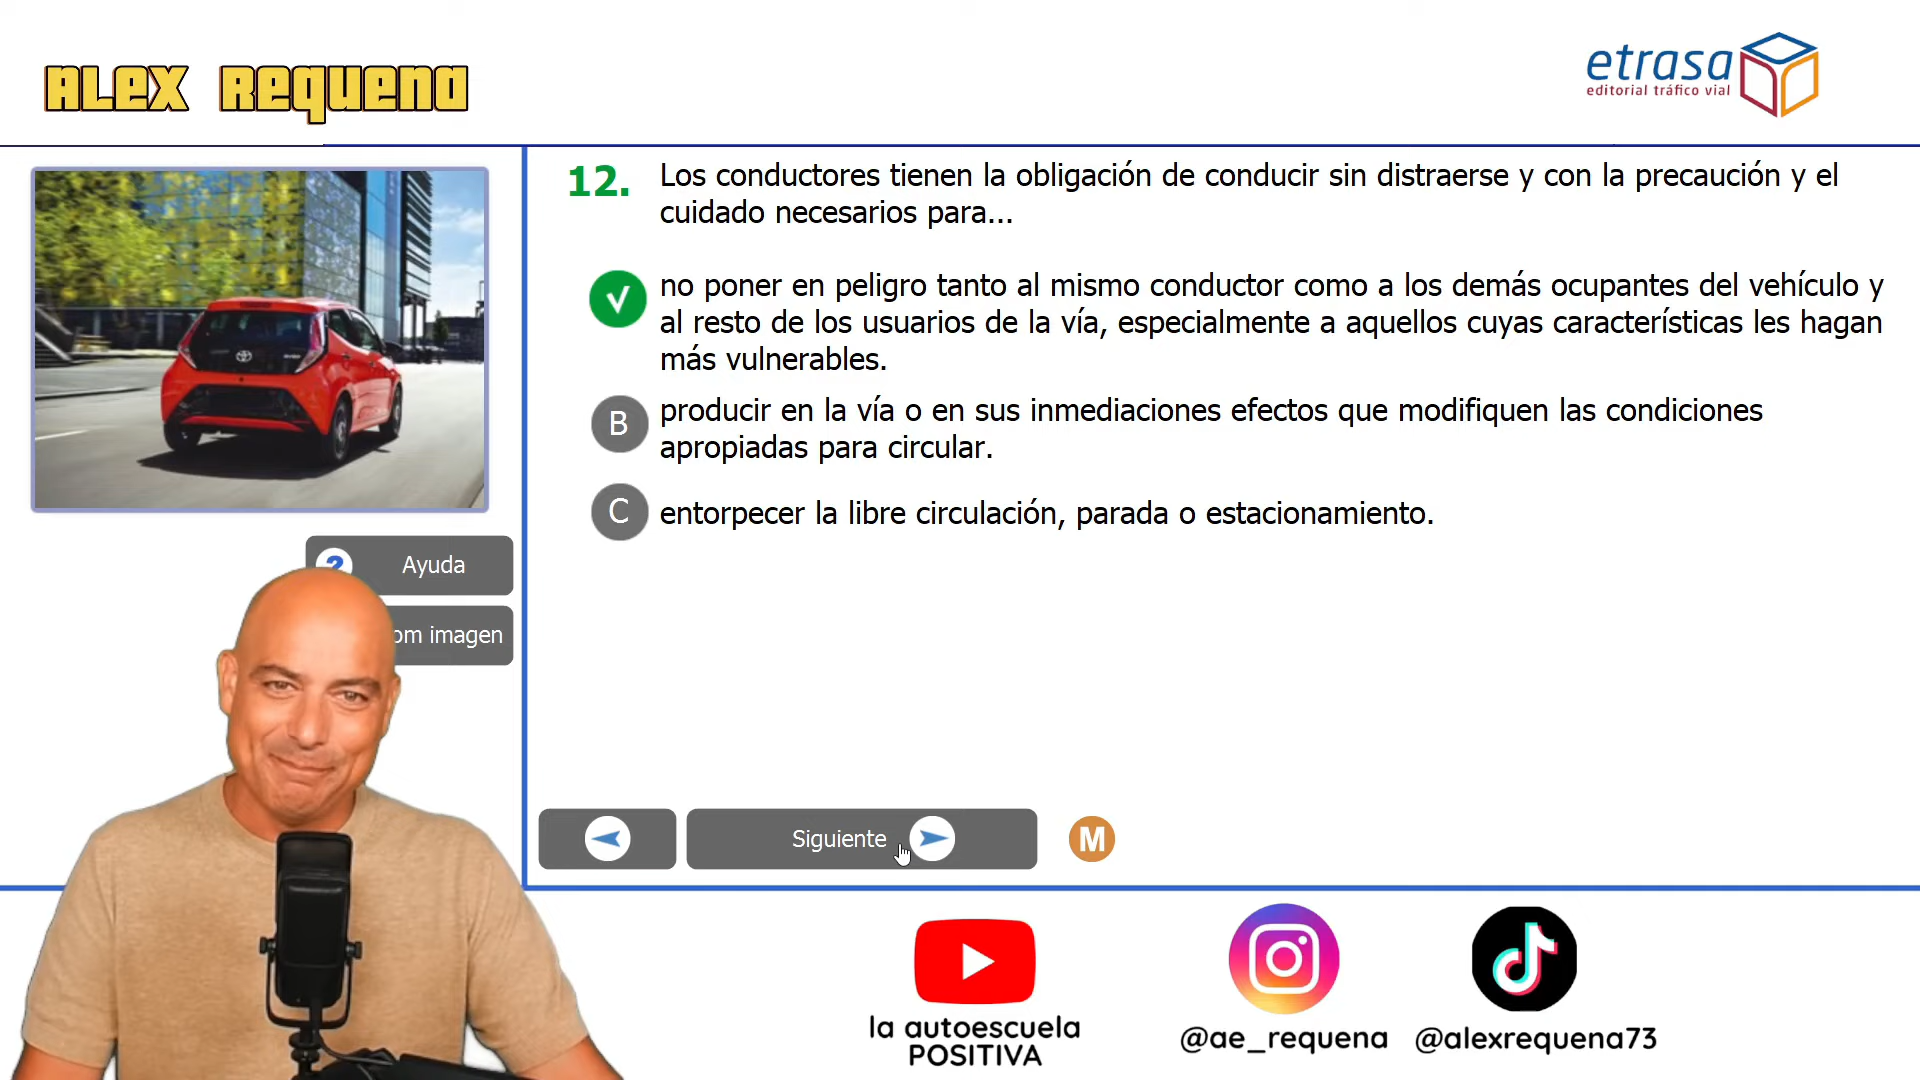 ALEX REQUENA
etrasa
editorial tráfico vial
12. Los conductores tienen la obligación de conducir sin distraerse y con la precaución y el
cuidado necesarios para...
√ no poner en peligro tanto al mismo conductor como a los demás ocupantes del vehículo y
al resto de los usuarios de la vía, especialmente a aquellos cuyas características les hagan
más vulnerables.
B producir en la vía o en sus inmediaciones efectos que modifiquen las condiciones
apropiadas para circular.
C entorpecer la libre circulación, parada o estacionamiento.
? Ayuda
om imagen
Siguiente
M
la autoescuela
POSITIVA
@ae_requena
@alexrequena73